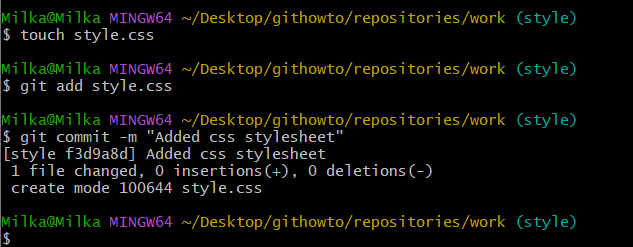 Milka@Milka MINGW64 ~/Desktop/githowto/repositories/work (style)
$ touch style.css
Milka@Milka MINGW64 ~/Desktop/githowto/repositories/work (style)
$ git add style.css
Milka@Milka MINGW64 ~/Desktop/githowto/repositories/work (style)
$ git commit -m "Added css stylesheet"
[style f3d9a8d] Added css stylesheet
 1 file changed, 0 insertions(+), 0 deletions(-)
 create mode 100644 style.css
Milka@Milka MINGW64 ~/Desktop/githowto/repositories/work (style)
$